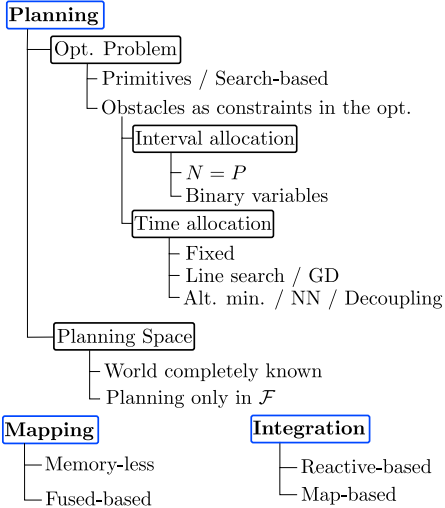 Planning
Opt. Problem
Primitives / Search-based
Obstacles as constraints in the opt.
Interval allocation
N = P
Binary variables
Time allocation
Fixed
Line search / GD
Alt. min. / NN / Decoupling
Planning Space
World completely known
Planning only in ℱ
Mapping
Memory-less
Fused-based
Integration
Reactive-based
Map-based